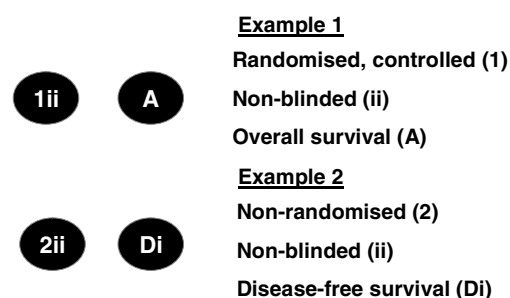 Example 1
Randomised, controlled (1)
1ii A Non-blinded (ii)
Overall survival (A)
Example 2
Non-randomised (2)
2ii Di Non-blinded (ii)
Disease-free survival (Di)